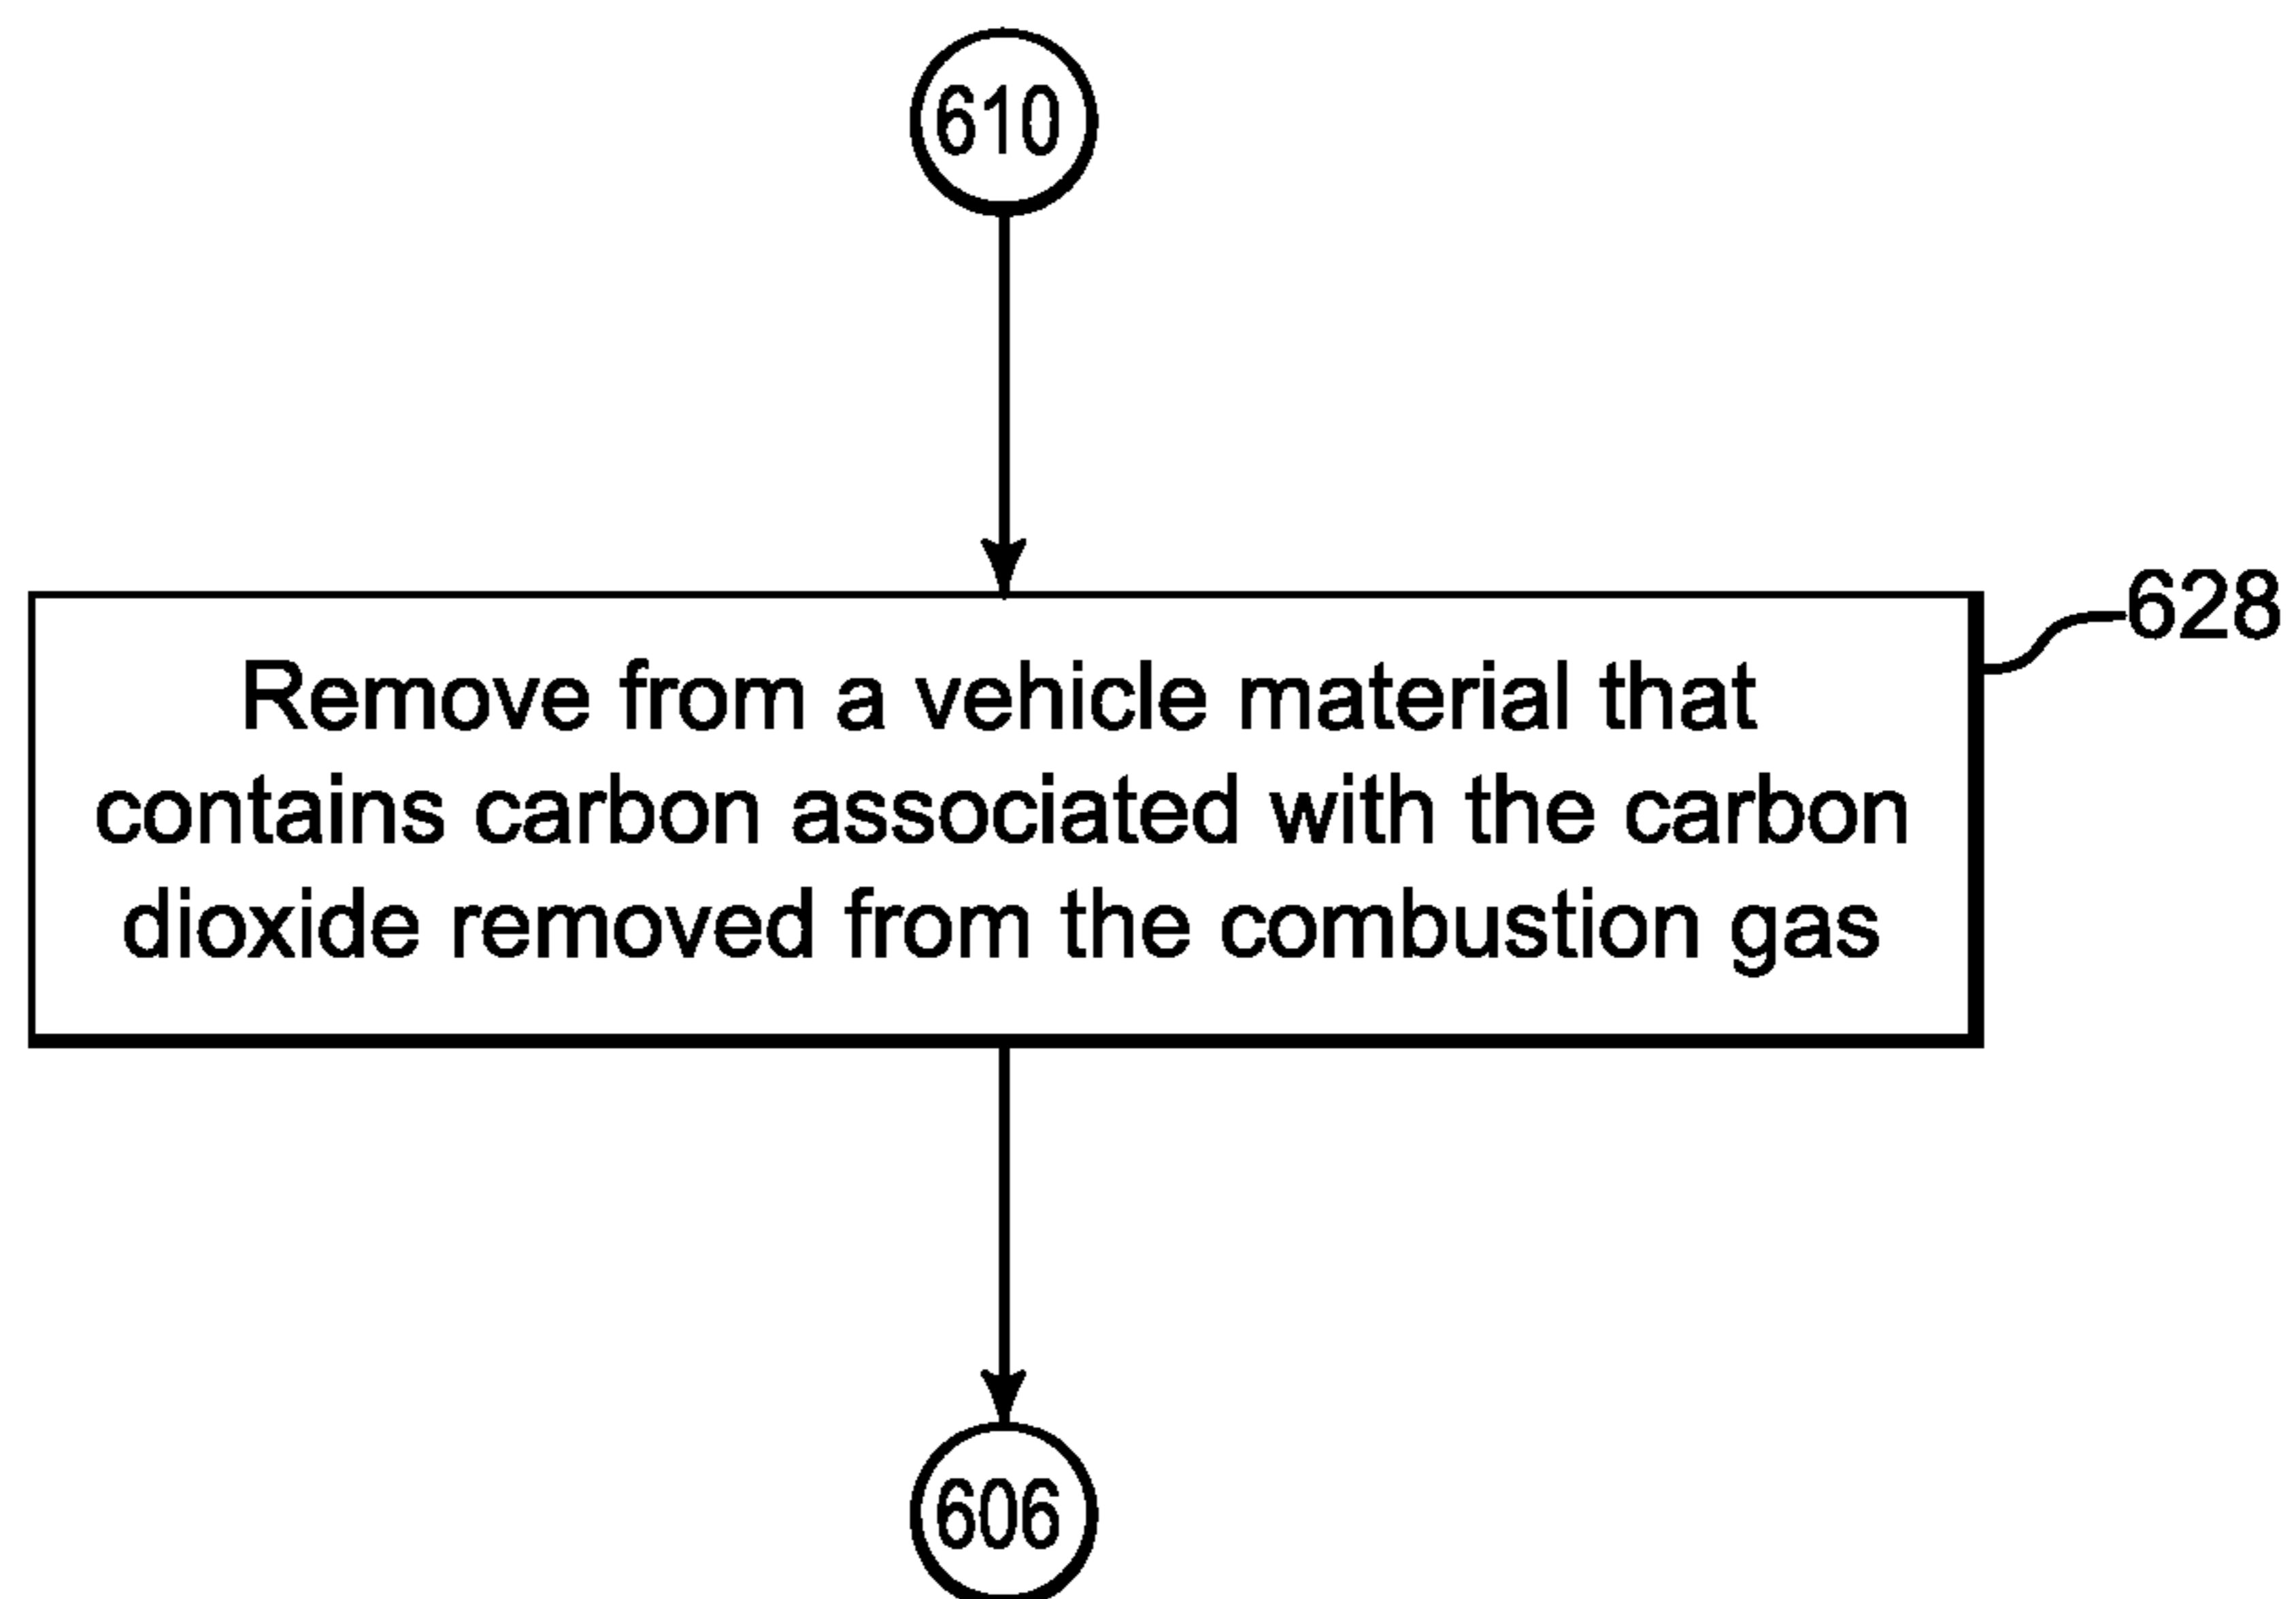 610
628
Remove from a vehicle material that
contains carbon associated with the carbon
dioxide removed from the combustion gas
606